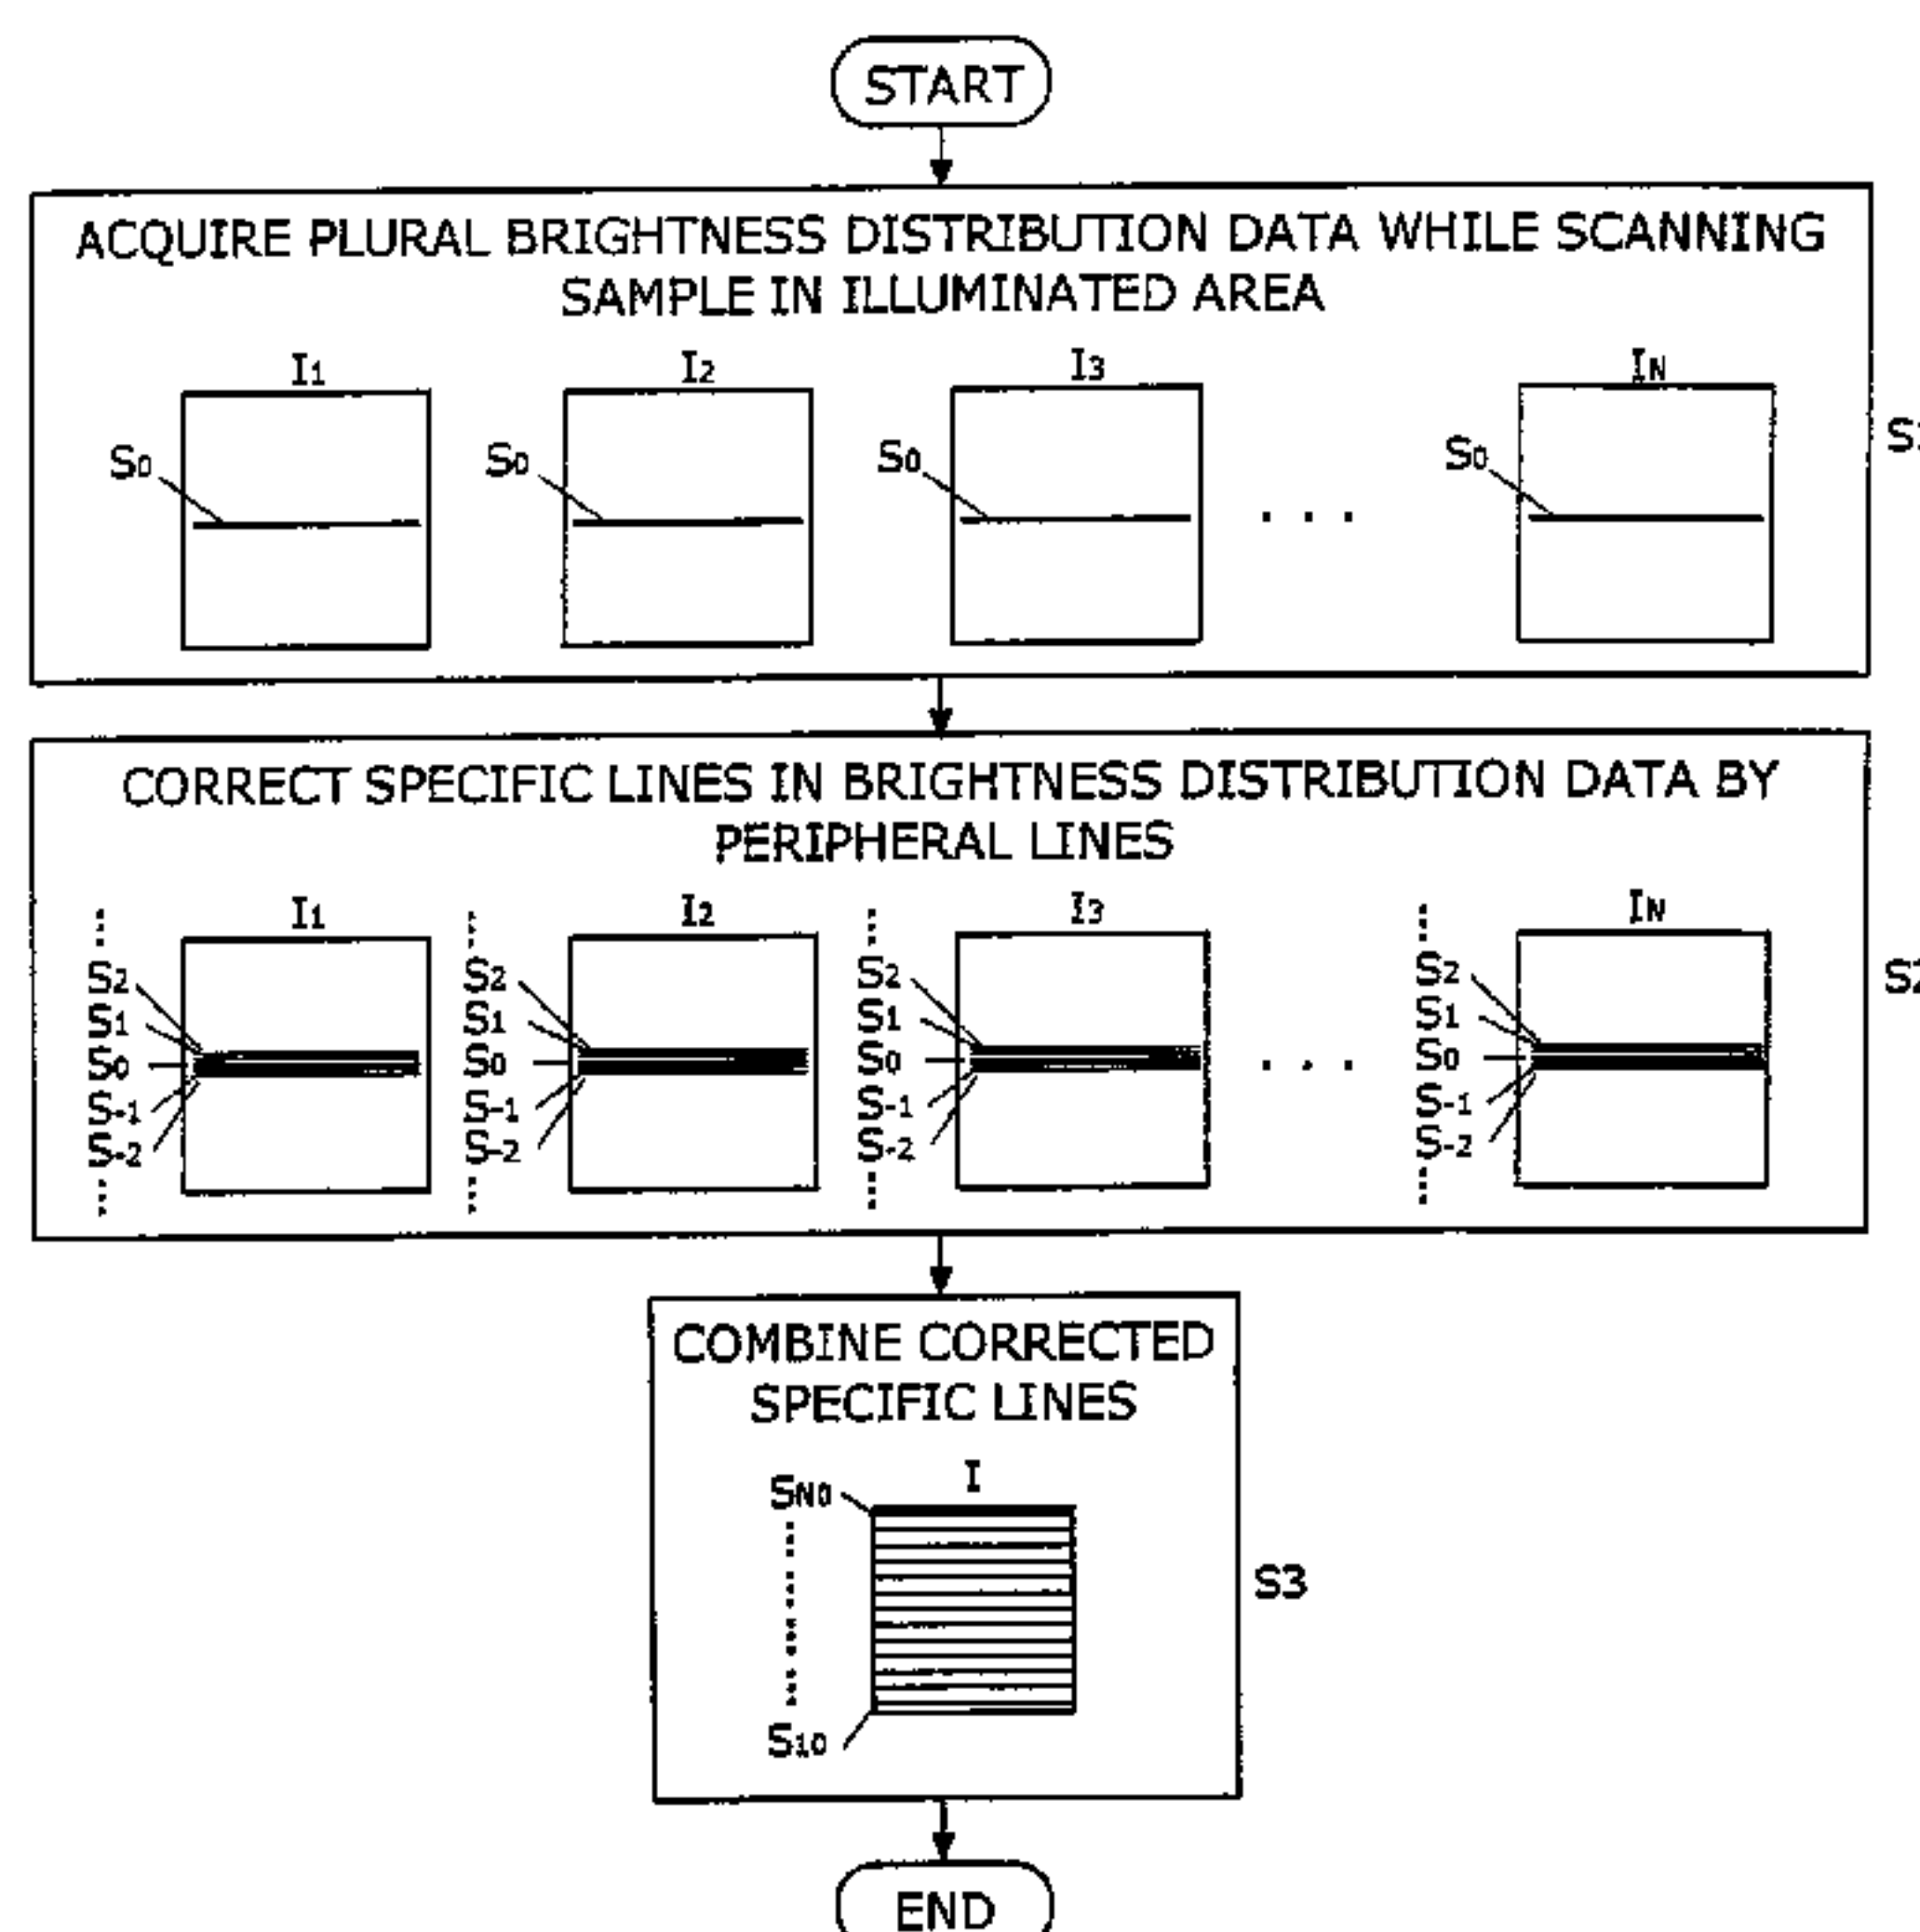 START
ACQUIRE PLURAL BRIGHTNESS DISTRIBUTION DATA WHILE SCANNING
SAMPLE IN ILLUMINATED AREA
I1 I2 I3 IN
S0 S0 S0 S0
. . .
CORRECT SPECIFIC LINES IN BRIGHTNESS DISTRIBUTION DATA BY
PERIPHERAL LINES
I1 I2 I3 IN
S2 S2 S2 S2
S1 S1 S1 S1
S0 S0 S0 . . . S0
S-1 S-1 S-1 S-1
S-2 S-2 S-2 S-2
COMBINE CORRECTED
SPECIFIC LINES
I
SN0
S3
S10
END